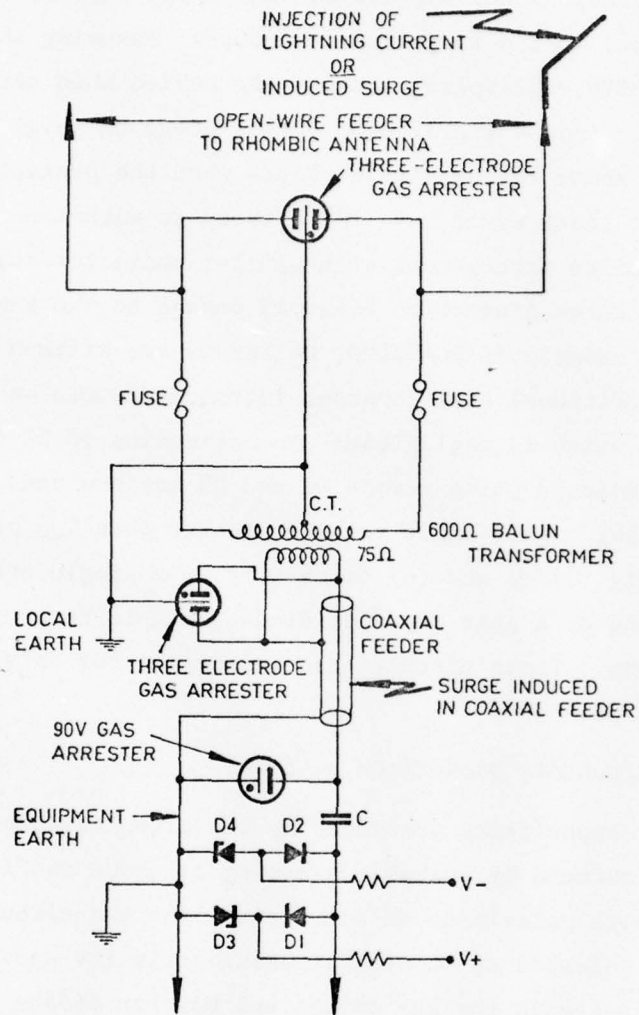 INJECTION OF
LIGHTNING CURRENT
OR
INDUCED SURGE
OPEN-WIRE FEEDER
TO RHOMBIC ANTENNA
THREE-ELECTRODE
GAS ARRESTER
FUSE
FUSE
C.T.
600Ω BALUN
TRANSFORMER
75Ω
LOCAL
EARTH
THREE ELECTRODE
GAS ARRESTER
COAXIAL
FEEDER
SURGE INDUCED
IN COAXIAL FEEDER
90V GAS
ARRESTER
EQUIPMENT
EARTH
C
D4
D2
V-
D3
D1
V+